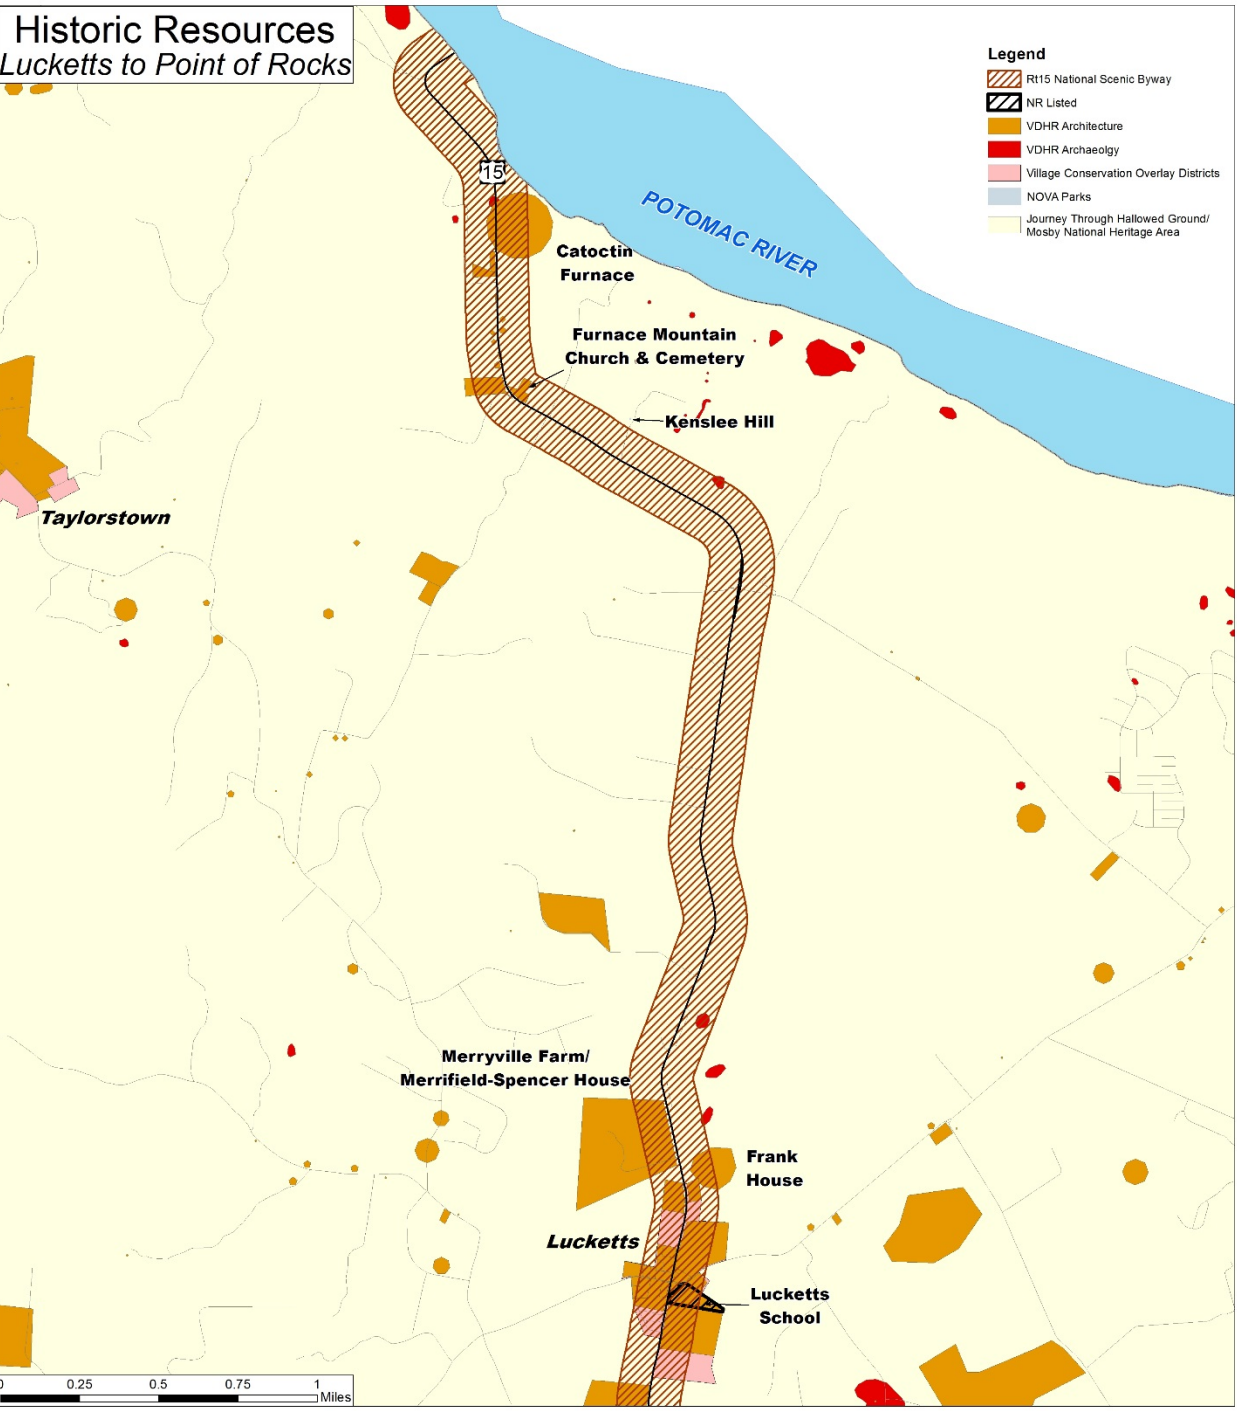 Historic Resources
Lucketts to Point of Rocks
Legend
Rt15 National Scenic Byway
NR Listed
VDHR Architecture
VDHR Archaeolgy
Village Conservation Overlay Districts
NOVA Parks
Journey Through Hallowed Ground/
Mosby National Heritage Area
15
POTOMAC RIVER
Catoctin
Furnace
Furnace Mountain
Church & Cemetery
Kenslee Hill
Taylorstown
Merryville Farm/
Merrifield-Spencer House
Frank
House
Lucketts
Lucketts
School
0 0.25 0.5 0.75 1
Miles